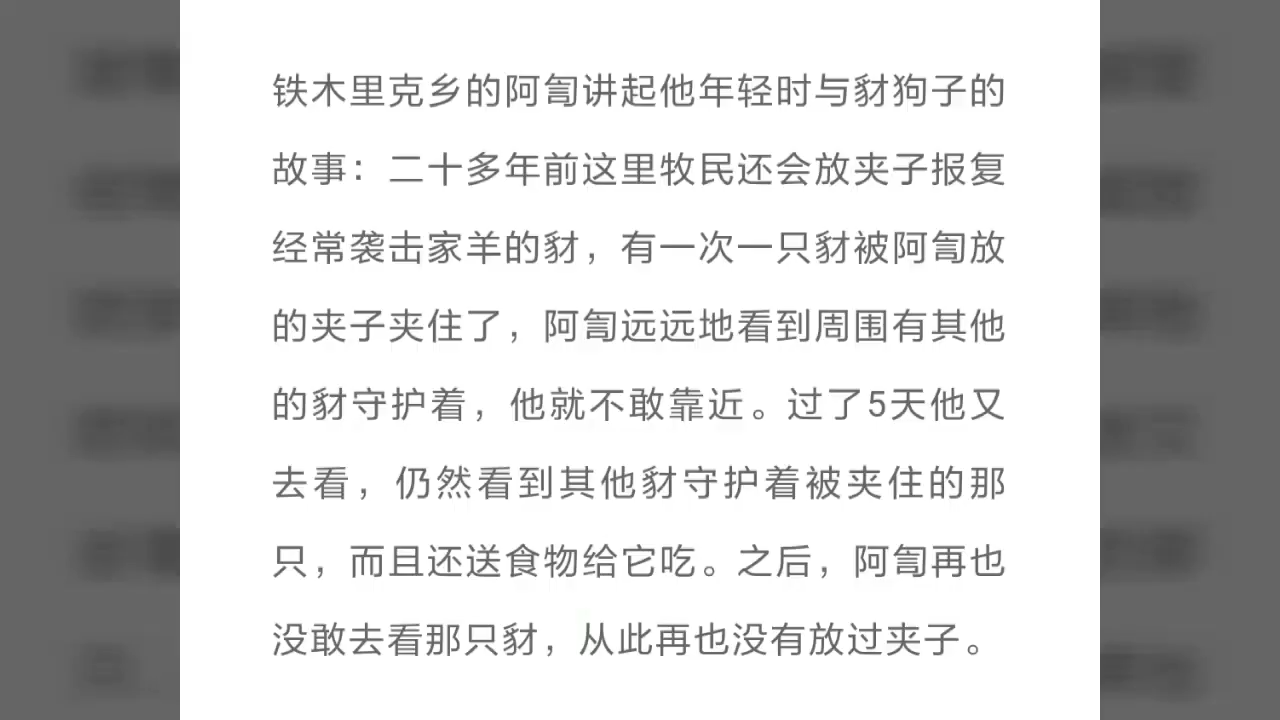 铁木里克乡的阿訇讲起他年轻时与豺狗子的
故事：二十多年前这里牧民还会放夹子报复
经常袭击家羊的豺，有一次一只豺被阿訇放
的夹子夹住了，阿訇远远地看到周围有其他
的豺守护着，他就不敢靠近。过了5天他又
去看，仍然看到其他豺守护着被夹住的那
只，而且还送食物给它吃。之后，阿訇再也
没敢去看那只豺，从此再也没有放过夹子。